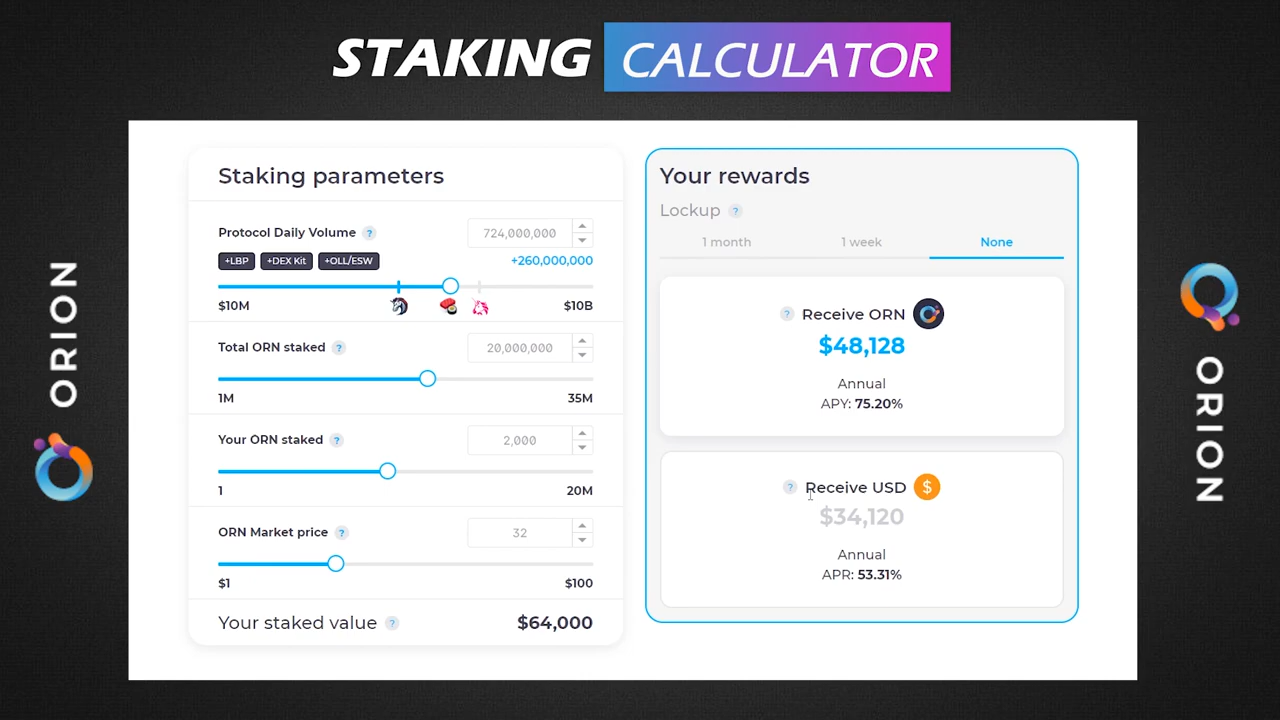 STAKING CALCULATOR
ORION
Staking parameters
Protocol Daily Volume ?
724,000,000
+LBP +DEX Kit +OLL/ESW
+260,000,000
$10M $10B
Total ORN staked ?
20,000,000
1M 35M
Your ORN staked ?
2,000
1 20M
ORN Market price ?
32
$1 $100
Your staked value ?
$64,000
Your rewards
Lockup ?
1 month 1 week None
? Receive ORN
$48,128
Annual
APY: 75.20%
? Receive USD $
$34,120
Annual
APR: 53.31%
ORION